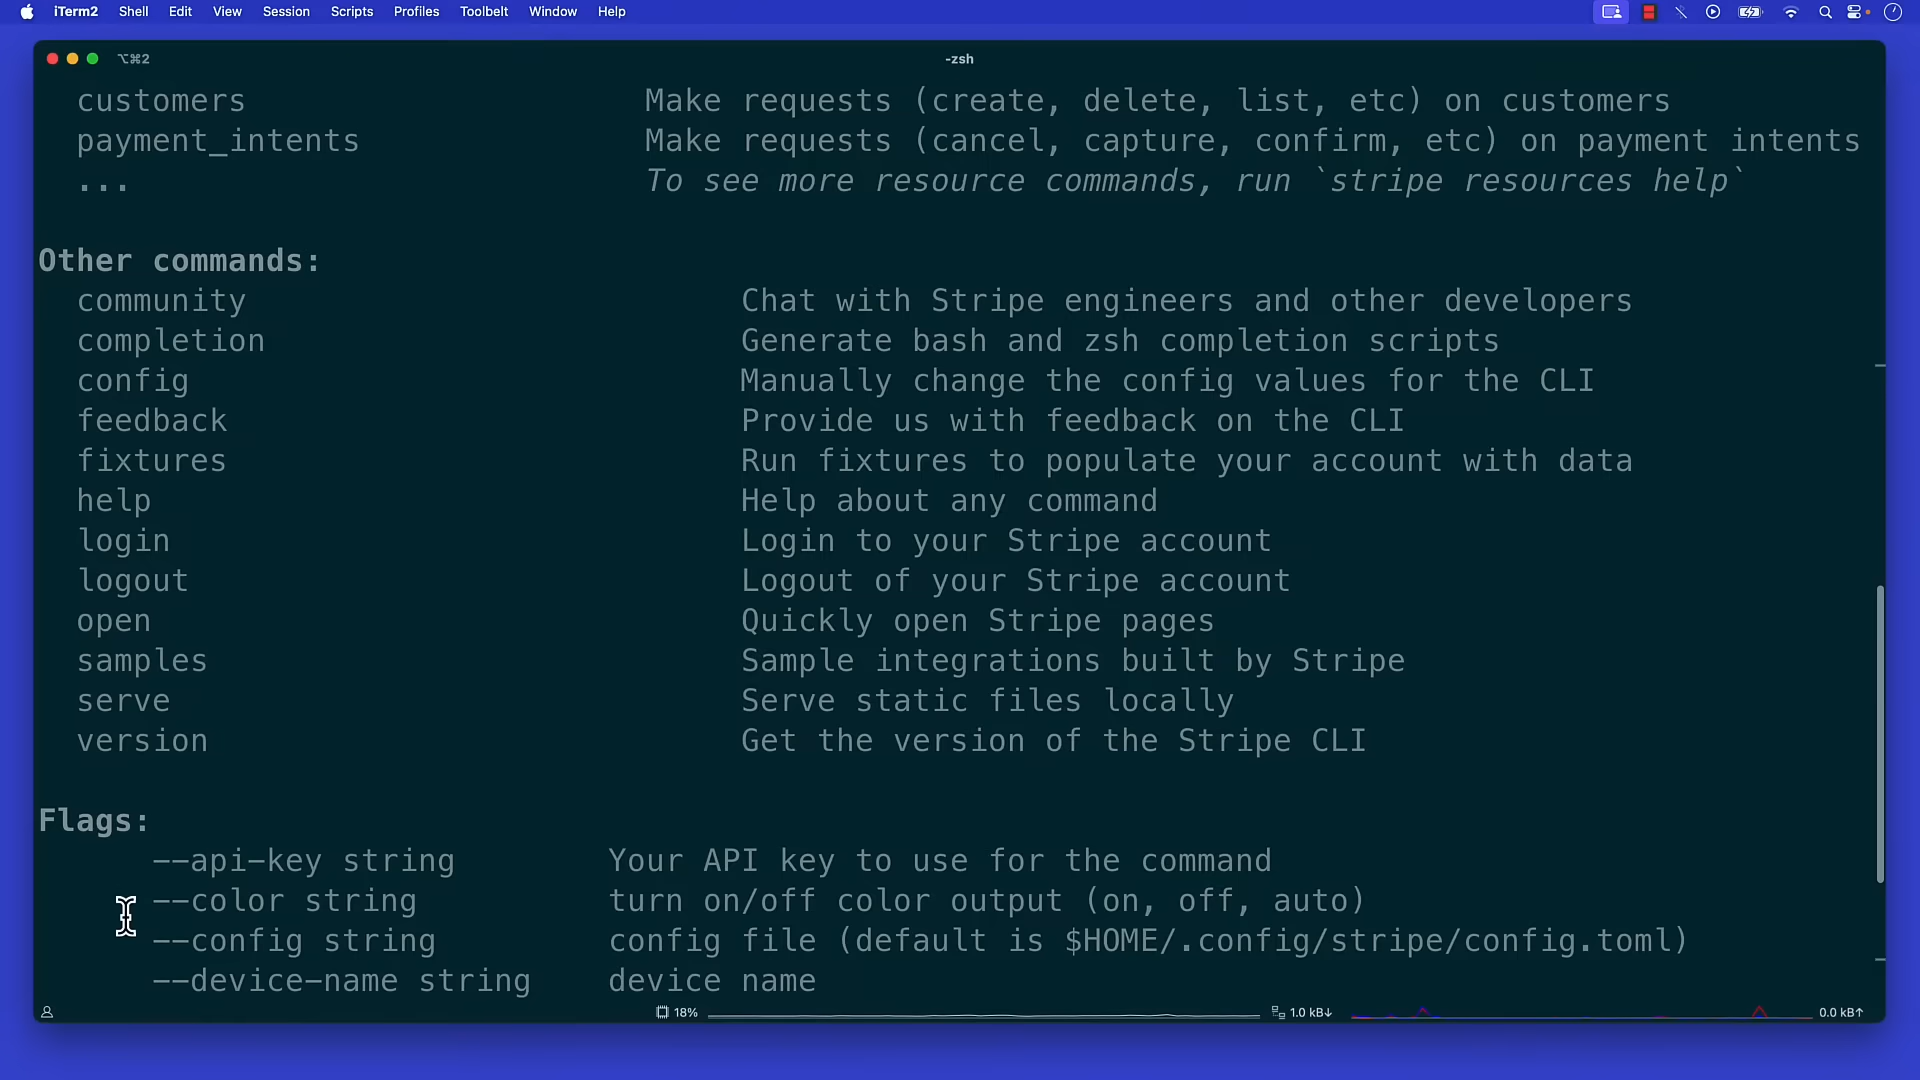 iTerm2 Shell Edit View Session Scripts Profiles Toolbelt Window Help
⌥⌘2 -zsh
customers Make requests (create, delete, list, etc) on customers
payment_intents Make requests (cancel, capture, confirm, etc) on payment intents
... To see more resource commands, run `stripe resources help`
Other commands:
community Chat with Stripe engineers and other developers
completion Generate bash and zsh completion scripts
config Manually change the config values for the CLI
feedback Provide us with feedback on the CLI
fixtures Run fixtures to populate your account with data
help Help about any command
login Login to your Stripe account
logout Logout of your Stripe account
open Quickly open Stripe pages
samples Sample integrations built by Stripe
serve Serve static files locally
version Get the version of the Stripe CLI
Flags:
--api-key string Your API key to use for the command
--color string turn on/off color output (on, off, auto)
--config string config file (default is $HOME/.config/stripe/config.toml)
--device-name string device name
18% 1.0 kB↓ 0.0 kB↑